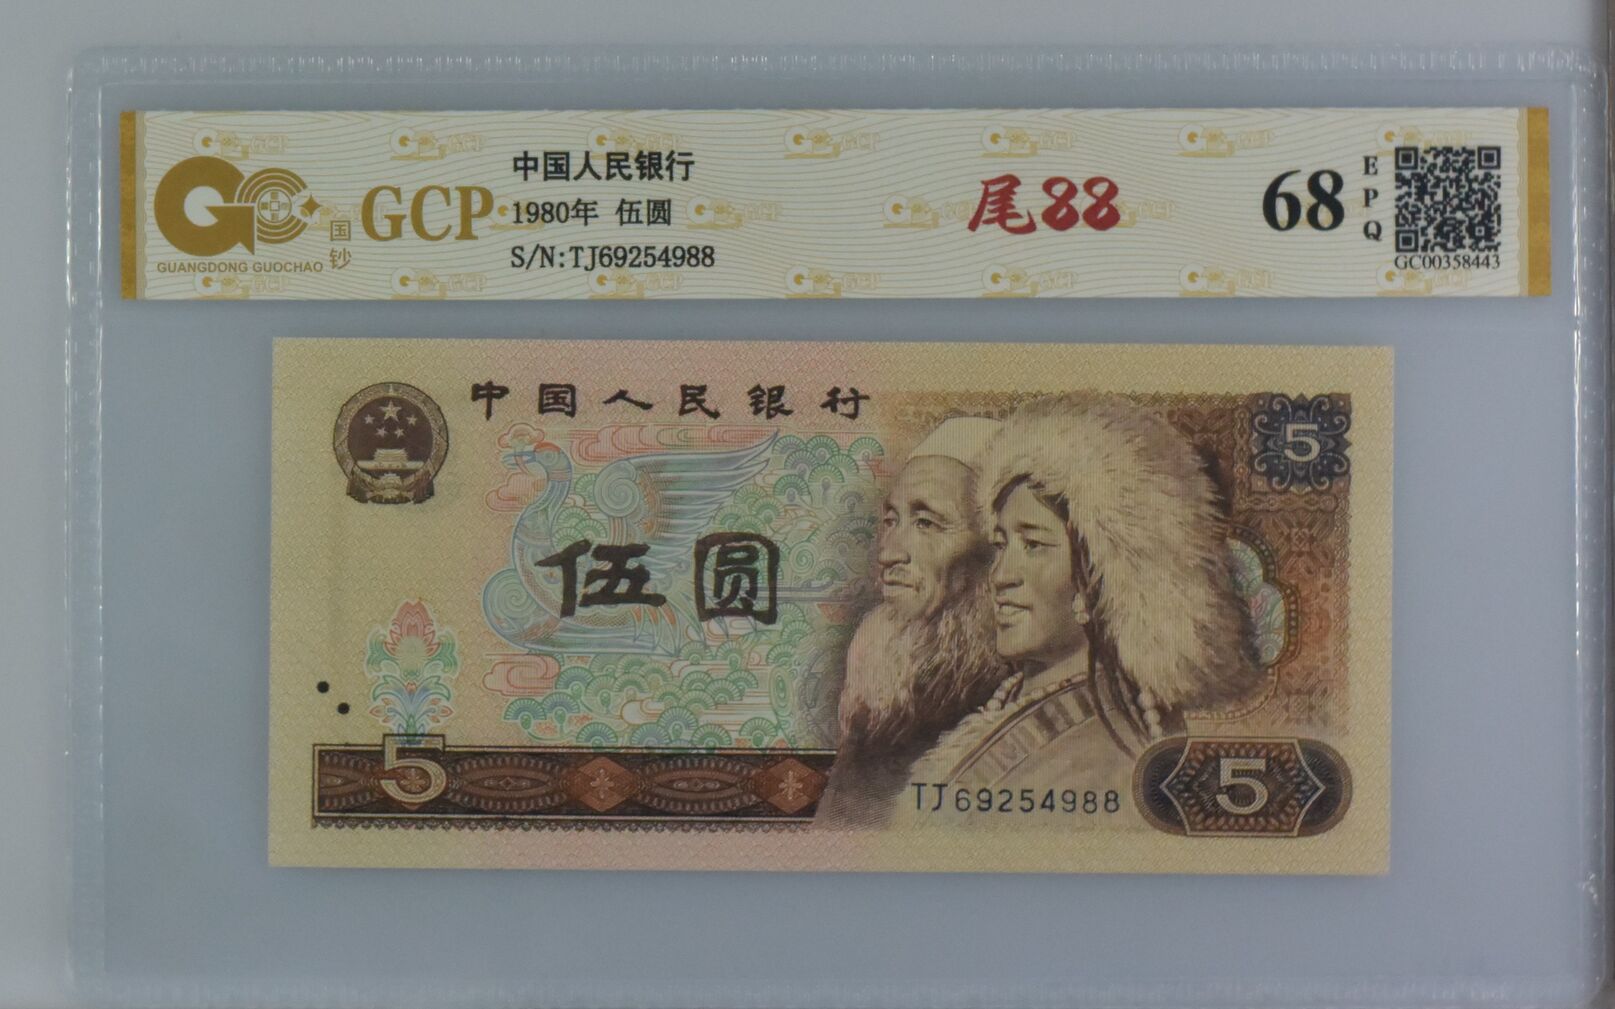 中国人民银行
1980年 伍圆
S/N:TJ69254988
GCP
国钞
GUANGDONG GUOCHAO
尾88
68
EPQ
GC00358443
中国人民银行
5
伍圆
5
TJ69254988
5